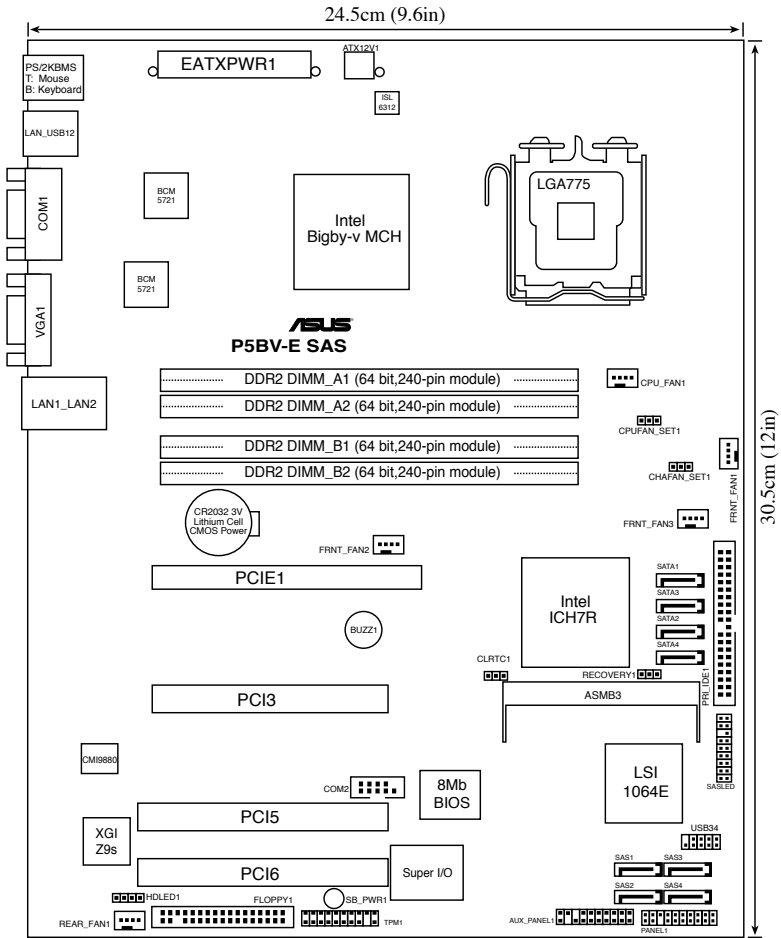 24.5cm (9.6in)
PS/2KBMS
T: Mouse
B: Keyboard
EATXPWR1
ATX12V1
ISL
6312
LAN_USB12
COM1
BCM
5721
Intel
Bigby-v MCH
LGA775
BCM
5721
VGA1
ASUS
P5BV-E SAS
LAN1_LAN2
DDR2 DIMM_A1 (64 bit,240-pin module)
DDR2 DIMM_A2 (64 bit,240-pin module)
DDR2 DIMM_B1 (64 bit,240-pin module)
DDR2 DIMM_B2 (64 bit,240-pin module)
CPU_FAN1
CPUFAN_SET1
CHAFAN_SET1
FRNT_FAN1
30.5cm (12in)
CR2032 3V
Lithium Cell
CMOS Power
FRNT_FAN2
FRNT_FAN3
PCIE1
Intel
ICH7R
SATA1
SATA3
SATA2
SATA4
PRI_IDE1
BUZZ1
CLRTC1
RECOVERY1
PCI3
ASMB3
CMI9880
COM2
8Mb
BIOS
LSI
1064E
SASLED
PCI5
XGI
Z9s
USB34
PCI6
Super I/O
SAS1
SAS3
SAS2
SAS4
HDLED1
FLOPPY1
SB_PWR1
REAR_FAN1
TPM1
AUX_PANEL1
PANEL1